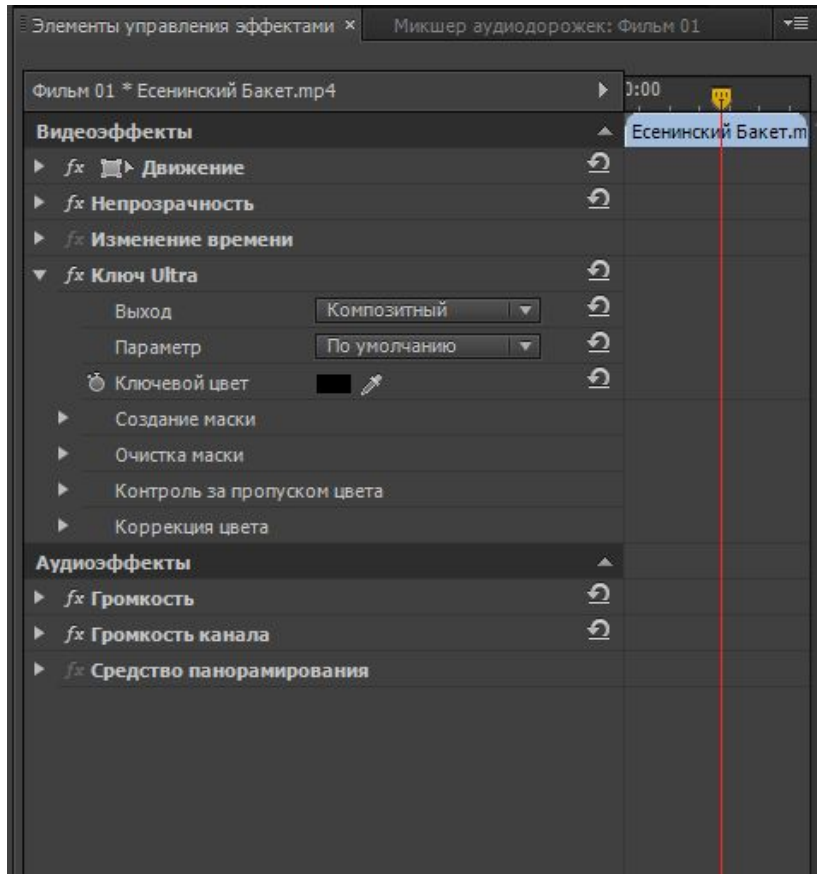 Элементы управления эффектами × Микшер аудиодорожек: Фильм 01
Фильм 01 * Есенинский Бакет.mp4 0:00
Видеоэффекты Есенинский Бакет.m
fx Движение
fx Непрозрачность
fx Изменение времени
fx Ключ Ultra
Выход Композитный
Параметр По умолчанию
Ключевой цвет
Создание маски
Очистка маски
Контроль за пропуском цвета
Коррекция цвета
Аудиоэффекты
fx Громкость
fx Громкость канала
fx Средство панорамирования